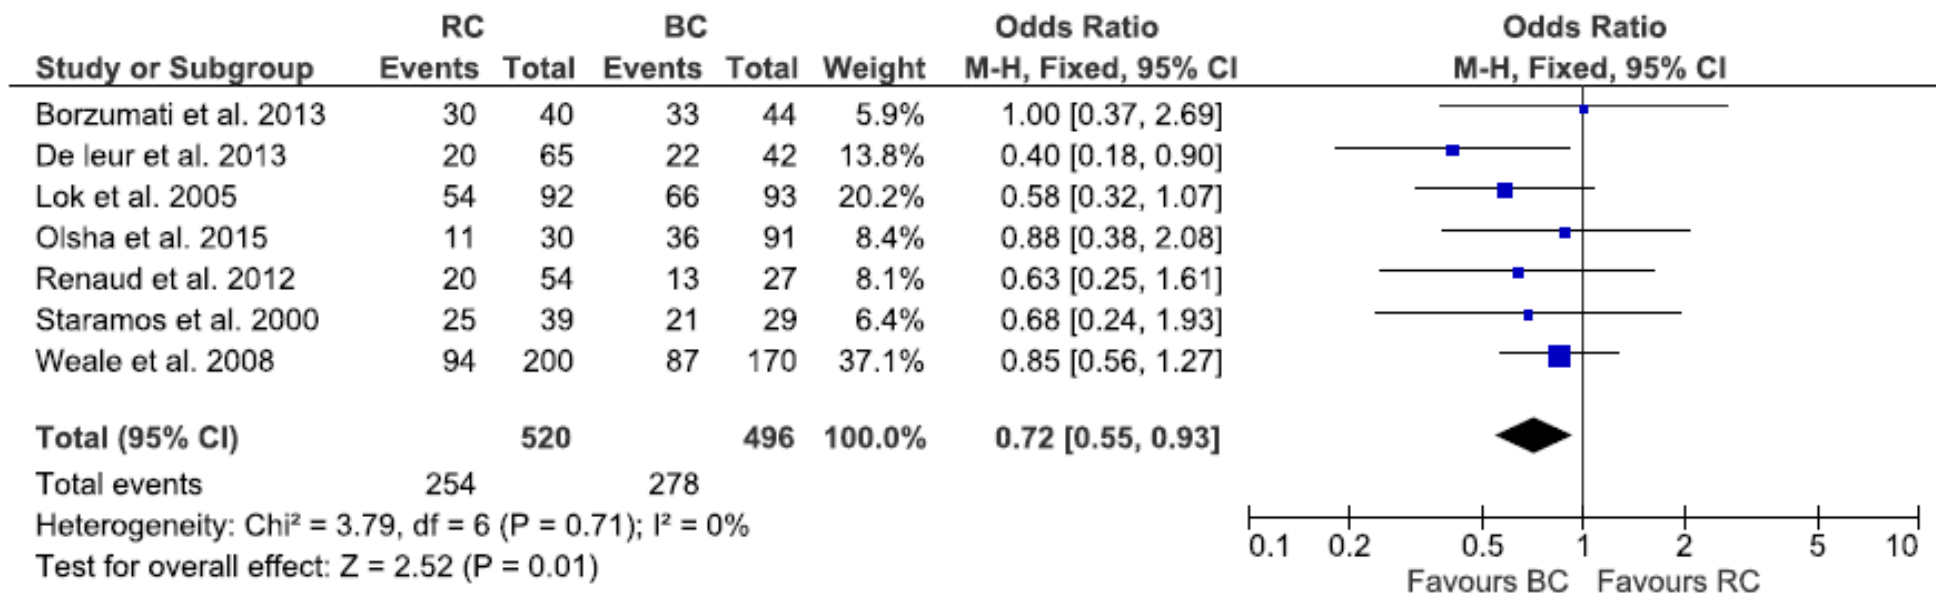 RC BC Odds Ratio Odds Ratio
Study or Subgroup Events Total Events Total Weight M-H, Fixed, 95% CI M-H, Fixed, 95% CI
Borzumati et al. 2013 30 40 33 44 5.9% 1.00 [0.37, 2.69]
De leur et al. 2013 20 65 22 42 13.8% 0.40 [0.18, 0.90]
Lok et al. 2005 54 92 66 93 20.2% 0.58 [0.32, 1.07]
Olsha et al. 2015 11 30 36 91 8.4% 0.88 [0.38, 2.08]
Renaud et al. 2012 20 54 13 27 8.1% 0.63 [0.25, 1.61]
Staramos et al. 2000 25 39 21 29 6.4% 0.68 [0.24, 1.93]
Weale et al. 2008 94 200 87 170 37.1% 0.85 [0.56, 1.27]
Total (95% CI) 520 496 100.0% 0.72 [0.55, 0.93]
Total events 254 278
Heterogeneity: Chi² = 3.79, df = 6 (P = 0.71); I² = 0%
Test for overall effect: Z = 2.52 (P = 0.01)
0.1 0.2 0.5 1 2 5 10
Favours BC Favours RC